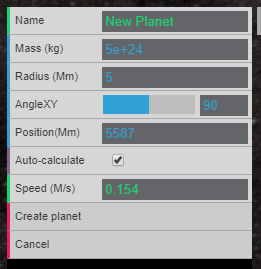 Name New Planet
Mass (kg) 5e+24
Radius (Mm) 5
AngleXY 90
Position(Mm) 5587
Auto-calculate
Speed (M/s) 0.154
Create planet
Cancel